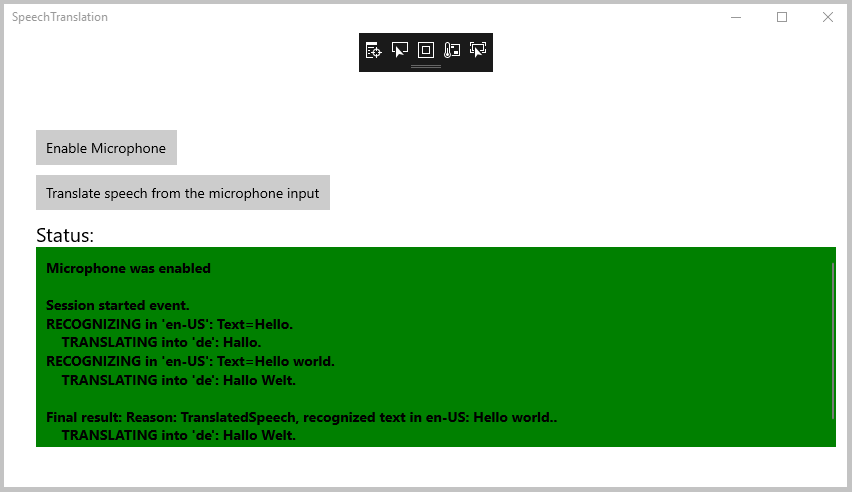 SpeechTranslation
Enable Microphone
Translate speech from the microphone input
Status:
Microphone was enabled
Session started event.
RECOGNIZING in 'en-US': Text=Hello.
TRANSLATING into 'de': Hallo.
RECOGNIZING in 'en-US': Text=Hello world.
TRANSLATING into 'de': Hallo Welt.
Final result: Reason: TranslatedSpeech, recognized text in en-US: Hello world..
TRANSLATING into 'de': Hallo Welt.